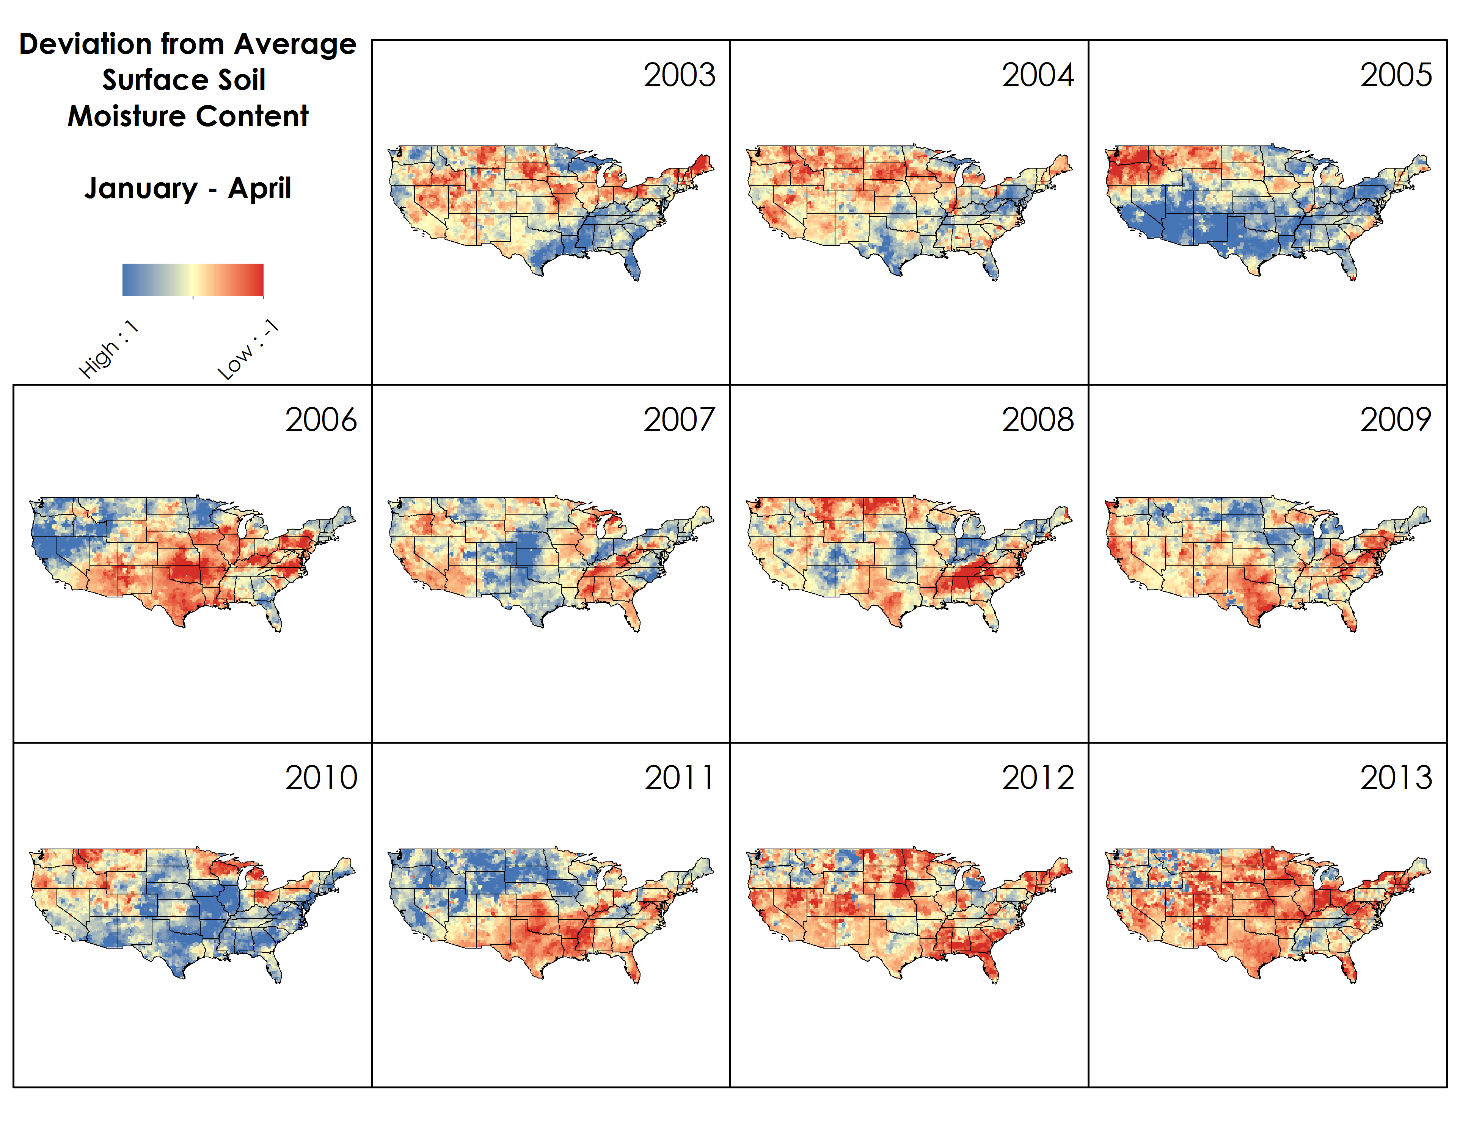 Deviation from Average
Surface Soil
Moisture Content
January - April
High : 1
Low : -1
2003
2004
2005
2006
2007
2008
2009
2010
2011
2012
2013